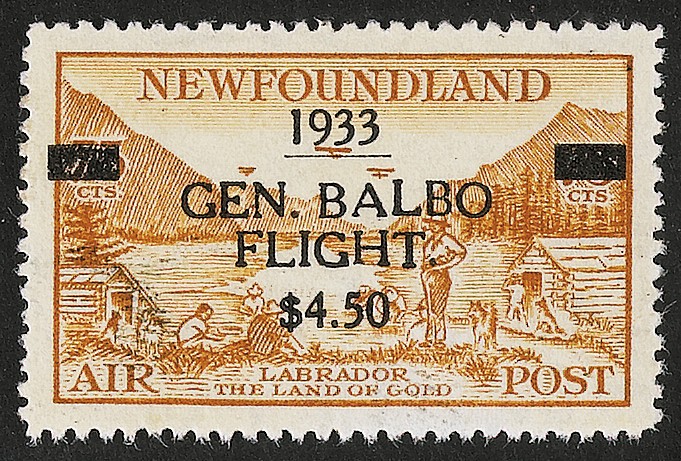 NEWFOUNDLAND
1933
CTS. CTS.
GEN. BALBO
FLIGHT.
$4.50
LABRADOR
AIR THE LAND OF GOLD POST